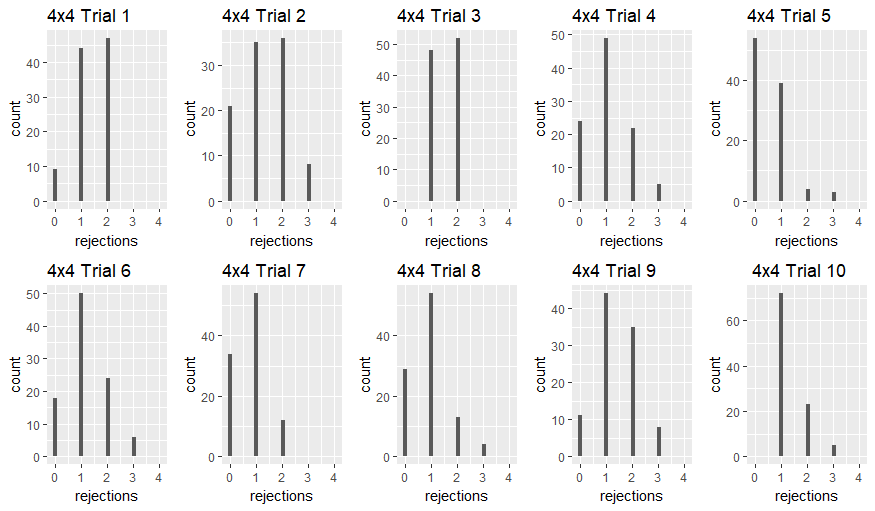 4x4 Trial 1
4x4 Trial 2
4x4 Trial 3
4x4 Trial 4
4x4 Trial 5
count
40
30
20
10
0
0 1 2 3 4
rejections
count
30
20
10
0
0 1 2 3 4
rejections
count
50
40
30
20
10
0
0 1 2 3 4
rejections
count
50
40
30
20
10
0
0 1 2 3 4
rejections
count
40
20
0
0 1 2 3 4
rejections
4x4 Trial 6
4x4 Trial 7
4x4 Trial 8
4x4 Trial 9
4x4 Trial 10
count
50
40
30
20
10
0
0 1 2 3 4
rejections
count
40
20
0
0 1 2 3 4
rejections
count
40
20
0
0 1 2 3 4
rejections
count
40
30
20
10
0
0 1 2 3 4
rejections
count
60
40
20
0
0 1 2 3 4
rejections